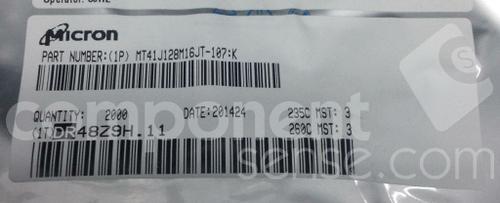 Micron
PART NUMBER:(1P) MT41J128M16JT-107:K
QUANTITY: 2000 DATE:201424 235C MST: 3
(1T)DR48Z9H.11 260C MST: 3
component
sense.com